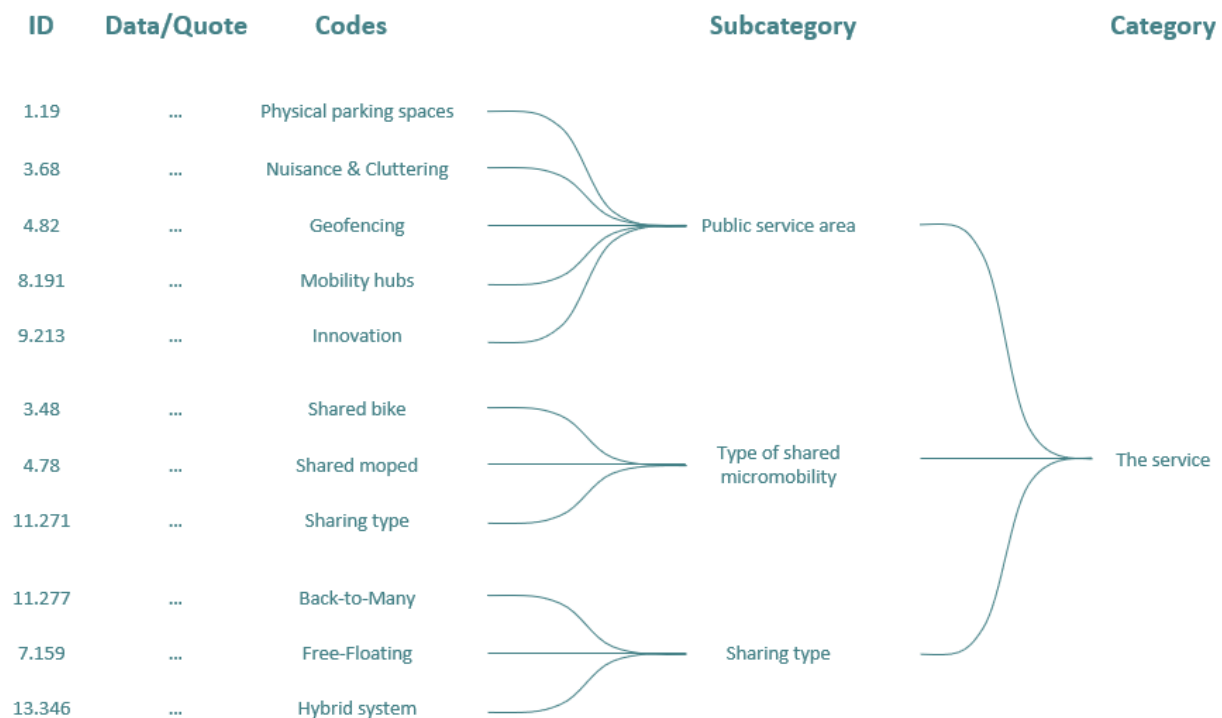 ID Data/Quote Codes Subcategory Category
1.19 ... Physical parking spaces
3.68 ... Nuisance & Cluttering
4.82 ... Geofencing Public service area
8.191 ... Mobility hubs
9.213 ... Innovation
3.48 ... Shared bike
4.78 ... Shared moped Type of shared micromobility The service
11.271 ... Sharing type
11.277 ... Back-to-Many
7.159 ... Free-Floating Sharing type
13.346 ... Hybrid system